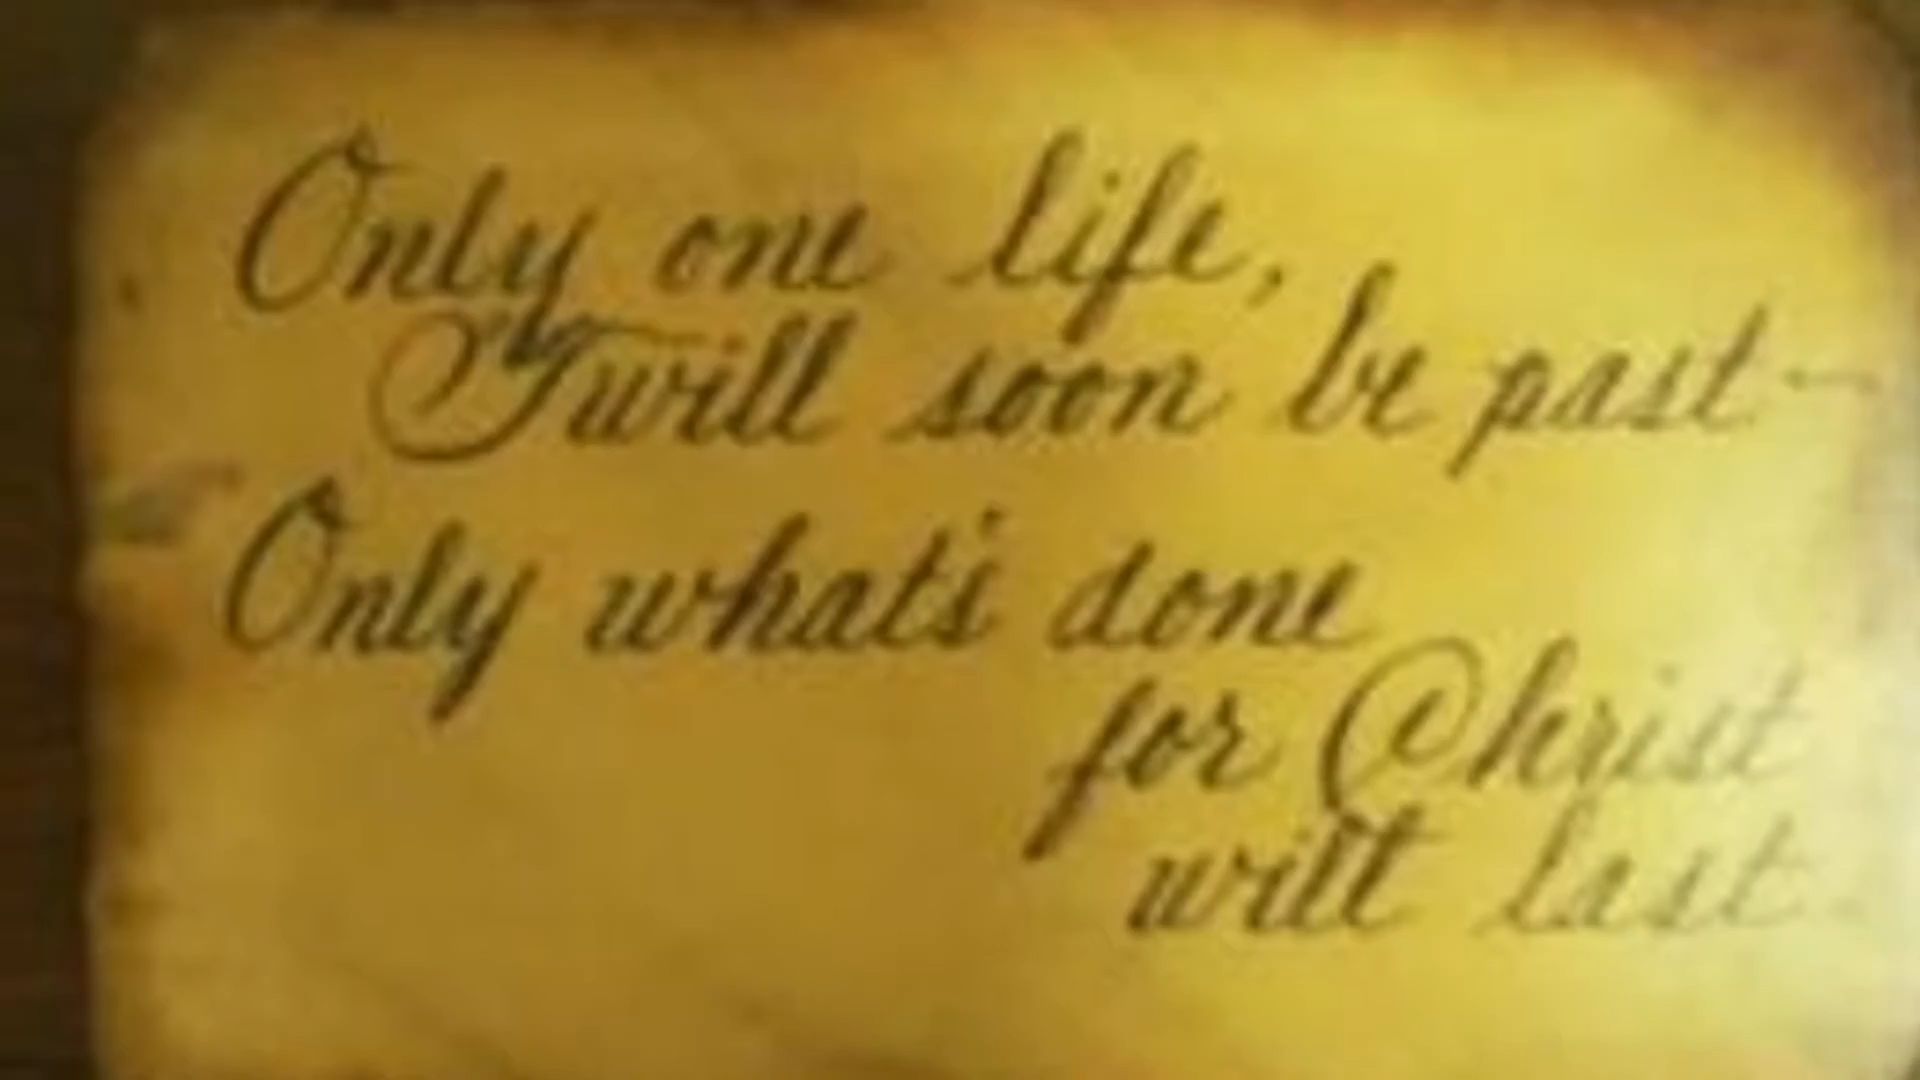 Only one life,
'Twill soon be past—
Only what's done
for Christ
will last.